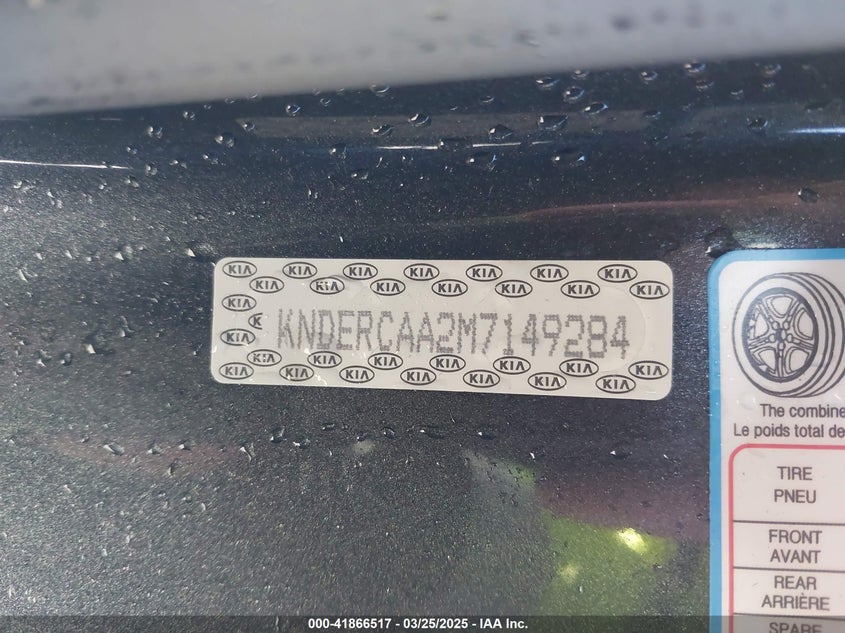 KIA KIA KIA KIA KIA KIA KIA
KIA KIA KIA KIA KIA KIA KIA
KIA
KNDERCAA2M7149284
KIA
KIA KIA KIA KIA KIA KIA
KIA KIA KIA KIA KIA KIA KIA
The combine
Le poids total de
TIRE
PNEU
FRONT
AVANT
REAR
ARRIÈRE
SPARE
000-41866517 - 03/25/2025 - IAA Inc.